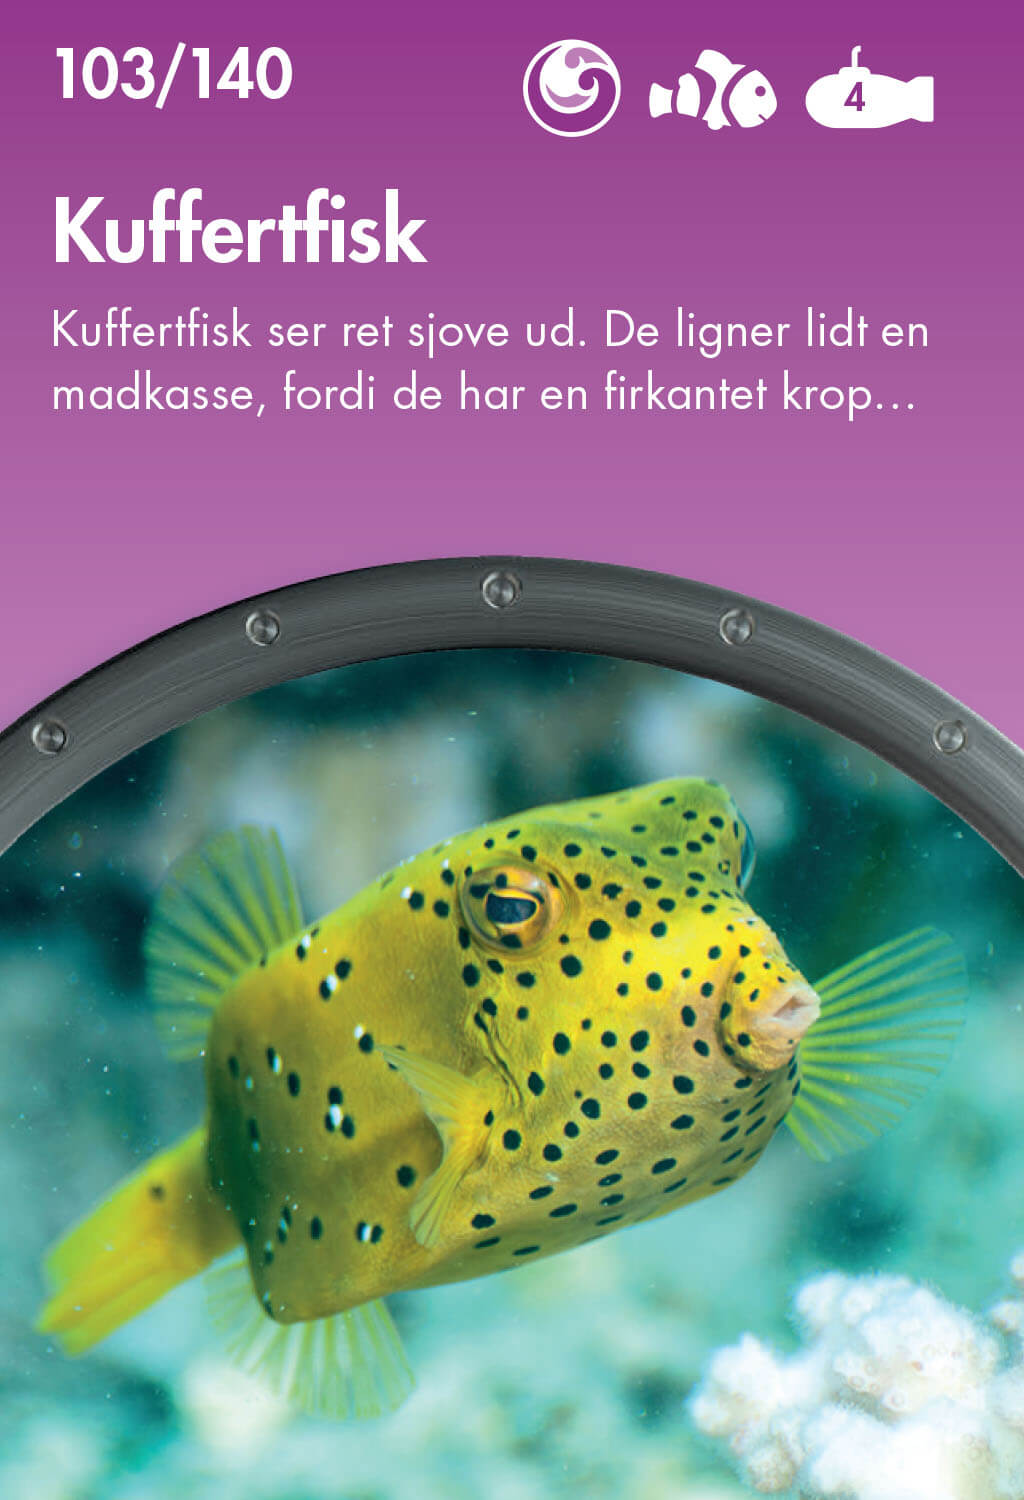 103/140
4
Kuffertfisk
Kuffertfisk ser ret sjove ud. De ligner lidt en
madkasse, fordi de har en firkantet krop...